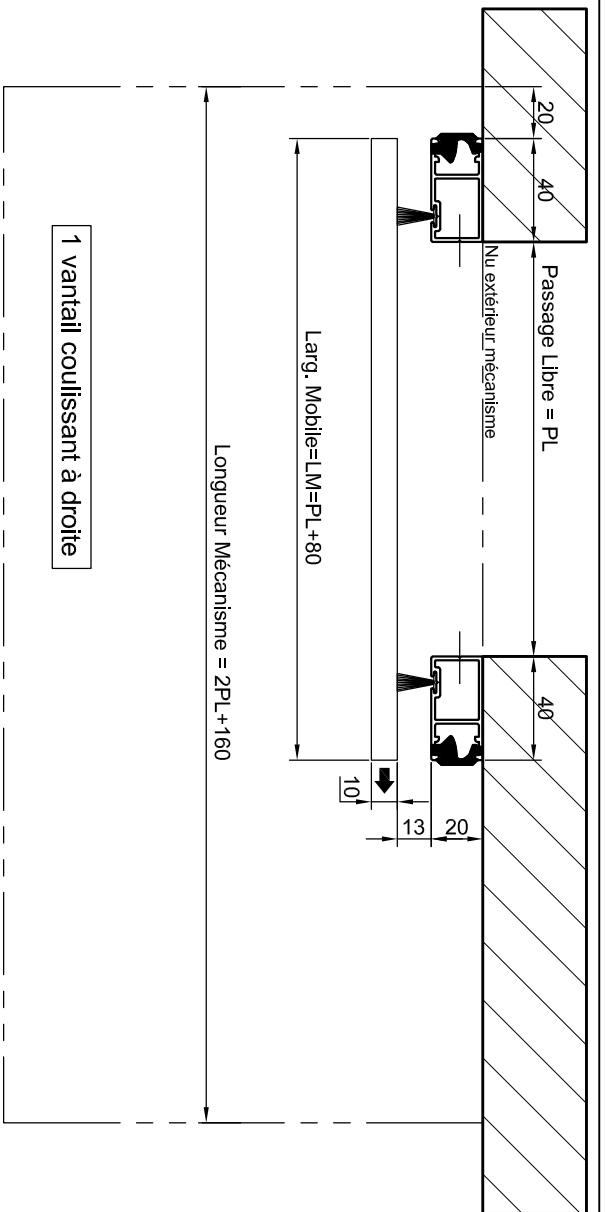 20
40
Passage Libre = PL
40
Nu extérieur mécanisme
20
13
10
Larg. Mobile=LM=PL+80
Longueur Mécanisme = 2PL+160
1 vantail coulissant à droite